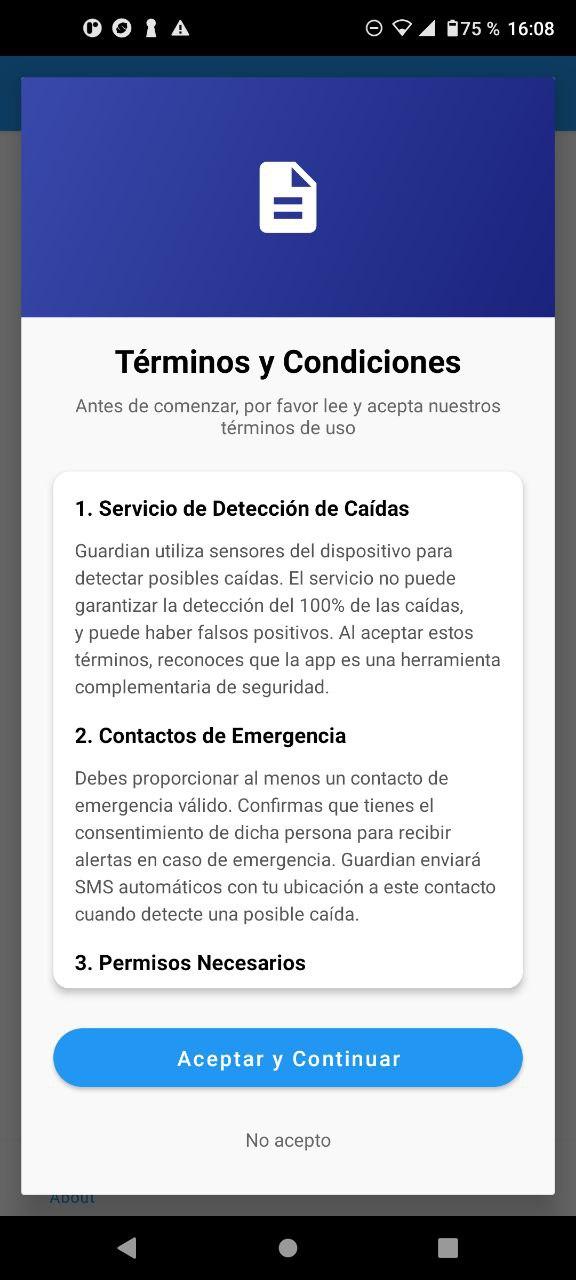 75 % 16:08
Términos y Condiciones
Antes de comenzar, por favor lee y acepta nuestros
términos de uso
1. Servicio de Detección de Caídas
Guardian utiliza sensores del dispositivo para
detectar posibles caídas. El servicio no puede
garantizar la detección del 100% de las caídas,
y puede haber falsos positivos. Al aceptar estos
términos, reconoces que la app es una herramienta
complementaria de seguridad.
2. Contactos de Emergencia
Debes proporcionar al menos un contacto de
emergencia válido. Confirmas que tienes el
consentimiento de dicha persona para recibir
alertas en caso de emergencia. Guardian enviará
SMS automáticos con tu ubicación a este contacto
cuando detecte una posible caída.
3. Permisos Necesarios
Aceptar y Continuar
No acepto
About